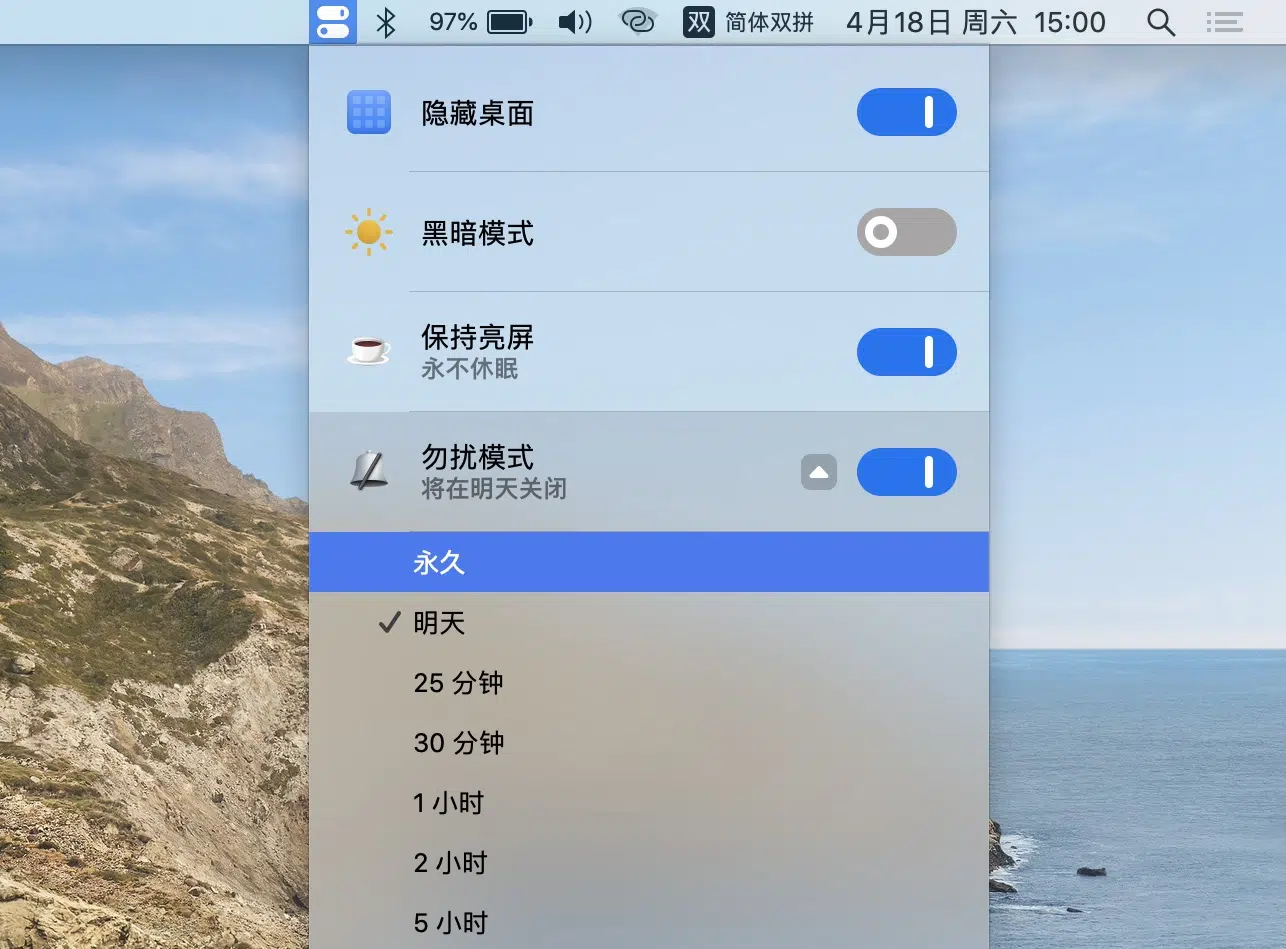 97% 双 简体双拼 4月18日 周六 15:00
隐藏桌面
黑暗模式
保持亮屏
永不休眠
勿扰模式
将在明天关闭
永久
明天
25 分钟
30 分钟
1 小时
2 小时
5 小时